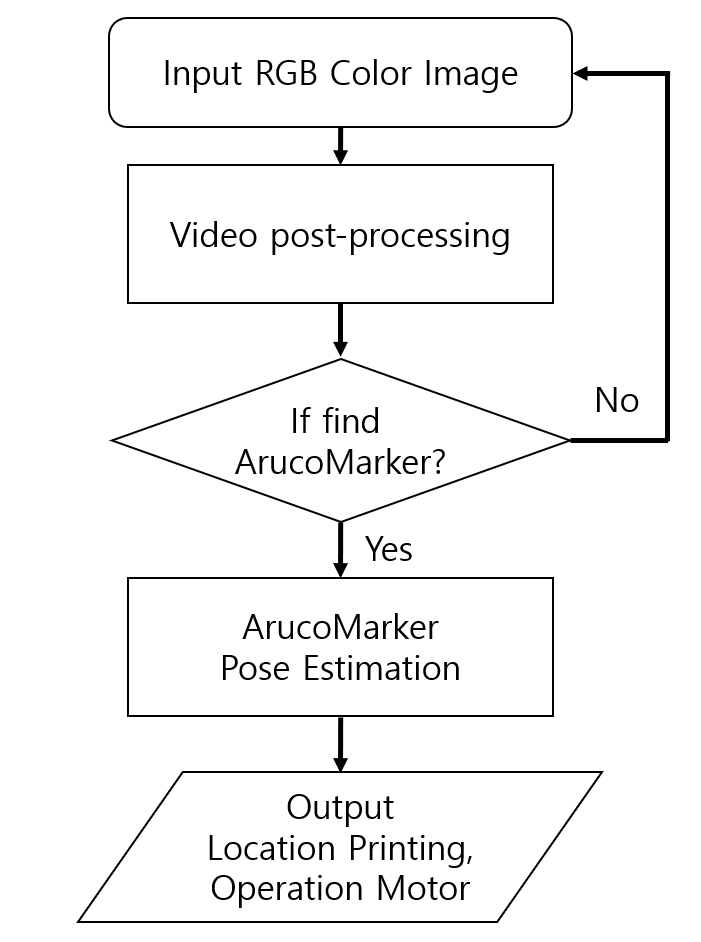 Input RGB Color Image
Video post-processing
If find
ArucoMarker?
No
Yes
ArucoMarker
Pose Estimation
Output
Location Printing,
Operation Motor